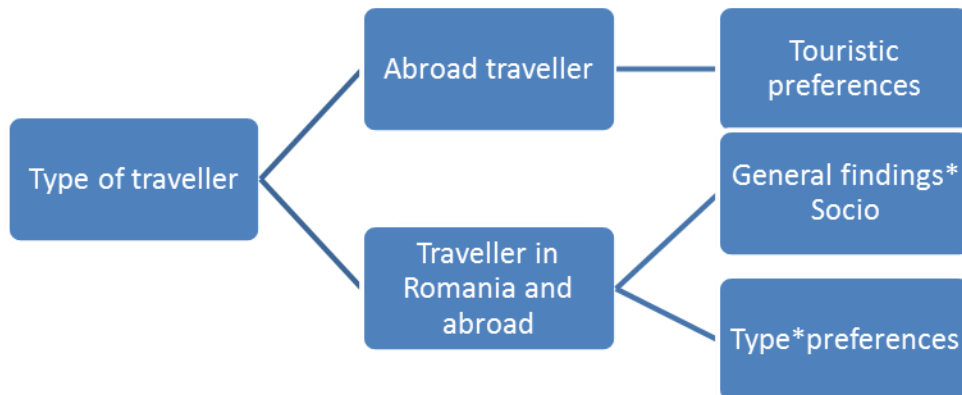 Type of traveller
Abroad traveller
Traveller in
Romania and
abroad
Touristic
preferences
General findings*
Socio
Type*preferences